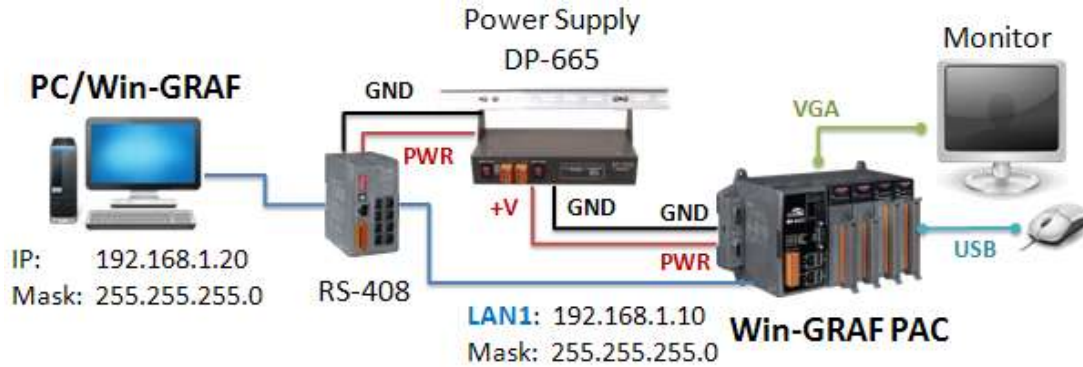 Power Supply
DP-665
Monitor
PC/Win-GRAF
GND
VGA
PWR
+V
GND
GND
PWR
USB
IP: 192.168.1.20
Mask: 255.255.255.0
RS-408
LAN1: 192.168.1.10
Mask: 255.255.255.0
Win-GRAF PAC